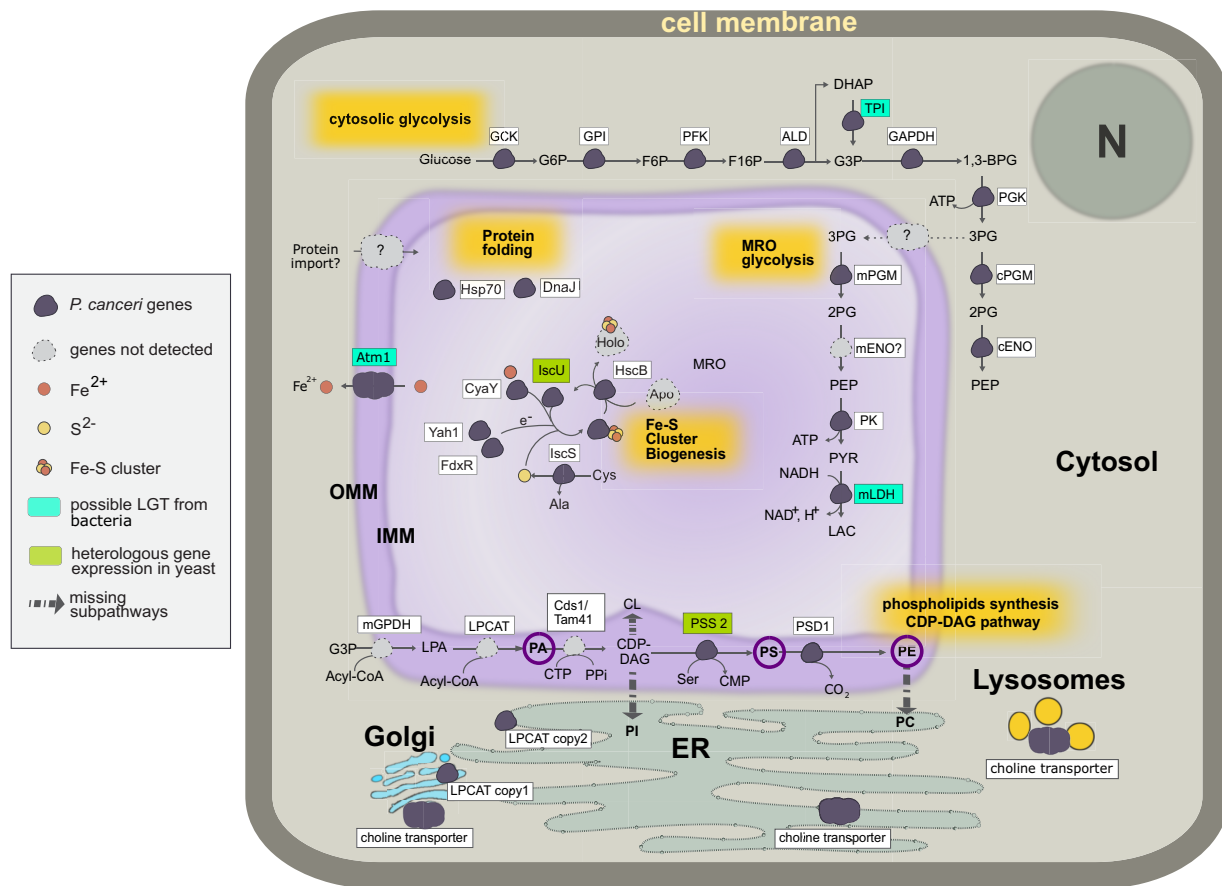 cell membrane
cytosolic glycolysis
GCK
GPI
PFK
ALD
DHAP
TPI
GAPDH
Glucose
G6P
F6P
F16P
G3P
1,3-BPG
N
ATP
PGK
Protein import?
?
Protein
folding
Hsp70
DnaJ
MRO
glycolysis
3PG
?
3PG
mPGM
cPGM
2PG
2PG
mENO?
cENO
PEP
PEP
PK
ATP
PYR
NADH
mLDH
NAD+, H+
LAC
Cytosol
P. canceri genes
genes not detected
Fe2+
S2-
Fe-S cluster
possible LGT from
bacteria
heterologous gene
expression in yeast
missing
subpathways
Atm1
Fe2+
Holo
IscU
HscB
MRO
CyaY
Apo
e-
Yah1
FdxR
IscS
Cys
Ala
Fe-S
Cluster
Biogenesis
OMM
IMM
phospholipids synthesis
CDP-DAG pathway
mGPDH
LPCAT
Cds1/
Tam41
CL
PSS 2
PSD1
G3P
LPA
PA
CDP-
DAG
PS
PE
Acyl-CoA
Acyl-CoA
CTP
PPi
Ser
CMP
CO2
PI
PC
Lysosomes
choline transporter
Golgi
LPCAT copy2
ER
LPCAT copy1
choline transporter
choline transporter